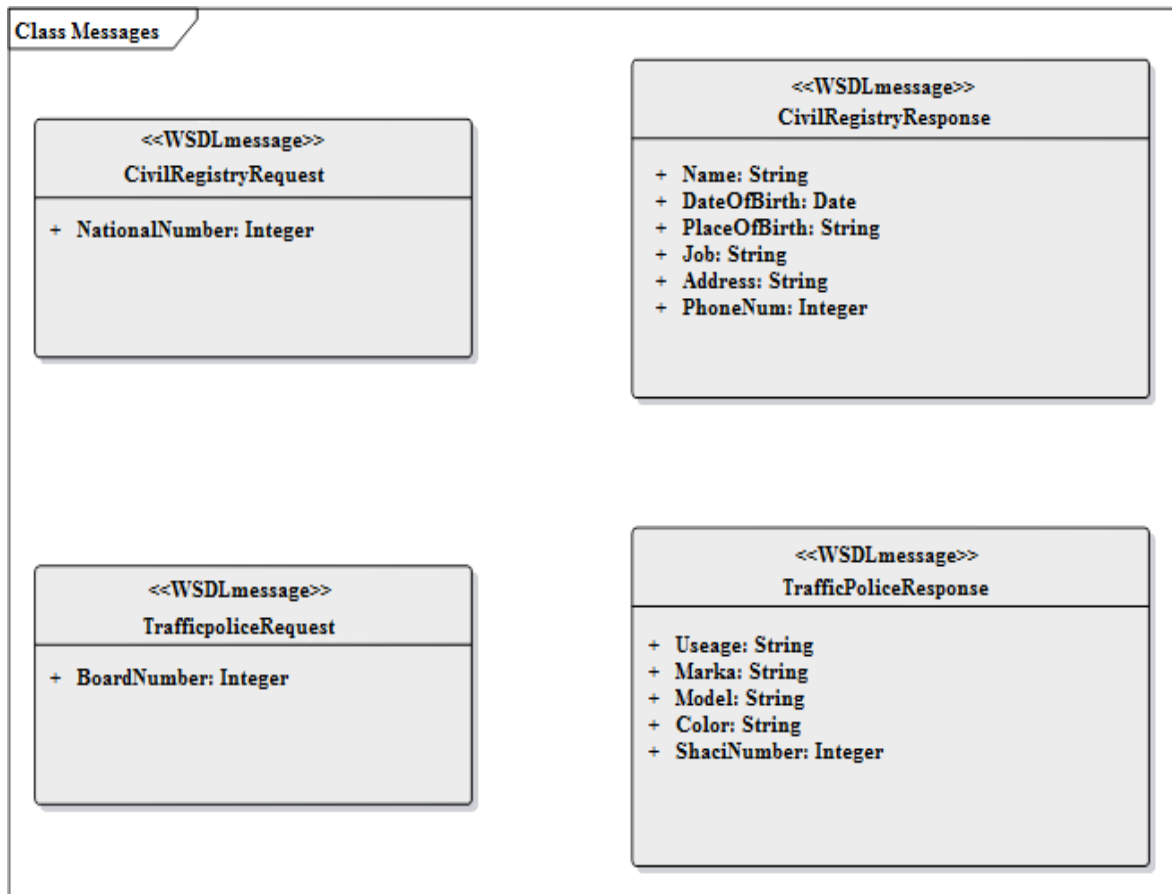 Class Messages
<<WSDLmessage>>
CivilRegistryRequest
+ NationalNumber: Integer
<<WSDLmessage>>
CivilRegistryResponse
+ Name: String
+ DateOfBirth: Date
+ PlaceOfBirth: String
+ Job: String
+ Address: String
+ PhoneNum: Integer
<<WSDLmessage>>
TrafficpoliceRequest
+ BoardNumber: Integer
<<WSDLmessage>>
TrafficPoliceResponse
+ Useage: String
+ Marka: String
+ Model: String
+ Color: String
+ ShaciNumber: Integer